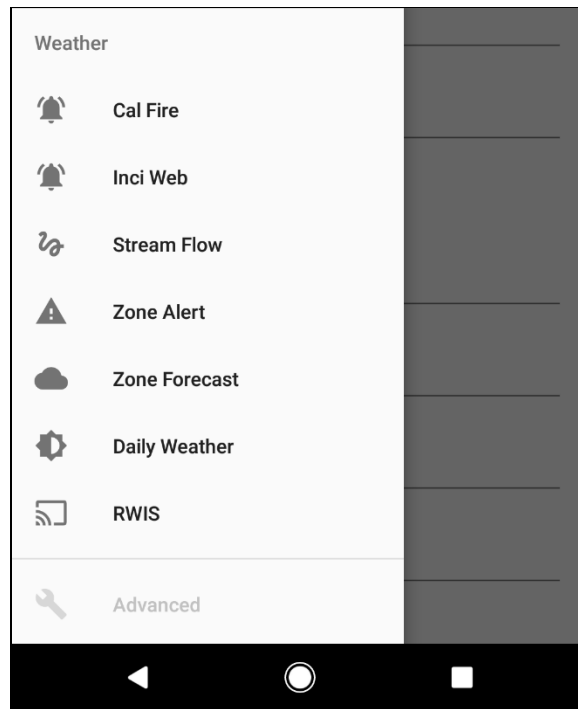 Weather
Cal Fire
Inci Web
Stream Flow
Zone Alert
Zone Forecast
Daily Weather
RWIS
Advanced